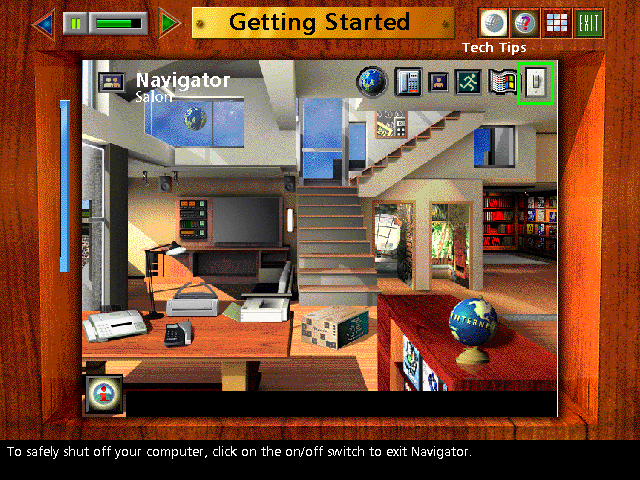 Getting Started
EXIT
Tech Tips
Navigator
Salon
INTERNET
To safely shut off your computer, click on the on/off switch to exit Navigator.